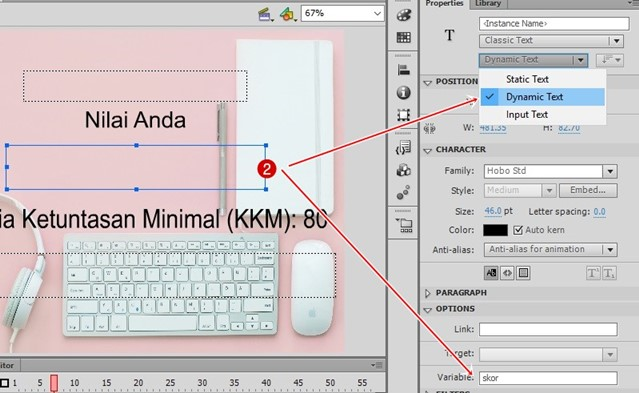 Properties
Library
67%
<Instance Name>
T
Classic Text
Dynamic Text
POSITION
Static Text
Dynamic Text
Input Text
W: 481.35 H: 82.70
CHARACTER
Family: Hobo Std
Style: Medium Embed...
Size: 46.0 pt Letter spacing: 0.0
Color: Auto kern
Anti-alias: Anti-alias for animation
PARAGRAPH
OPTIONS
Link:
Target:
Variable: skor
Nilai Anda
2
ia Ketuntasan Minimal (KKM): 80
itor
1 5 10 15 20 25 30 35 40 45 50 55